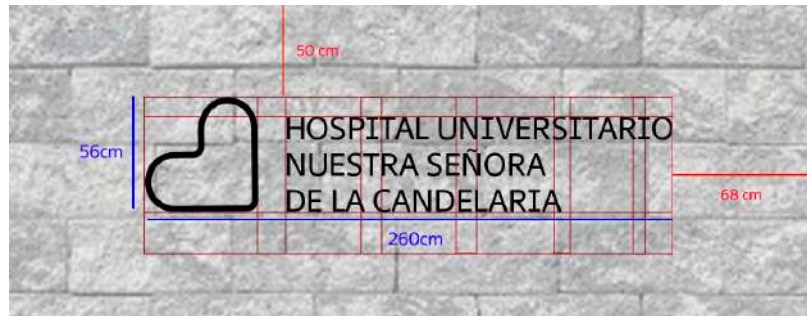 50 cm
HOSPITAL UNIVERSITARIO
NUESTRA SEÑORA
DE LA CANDELARIA
56cm
68 cm
260cm